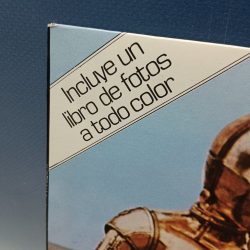 Incluye un
libro de fotos
a todo color